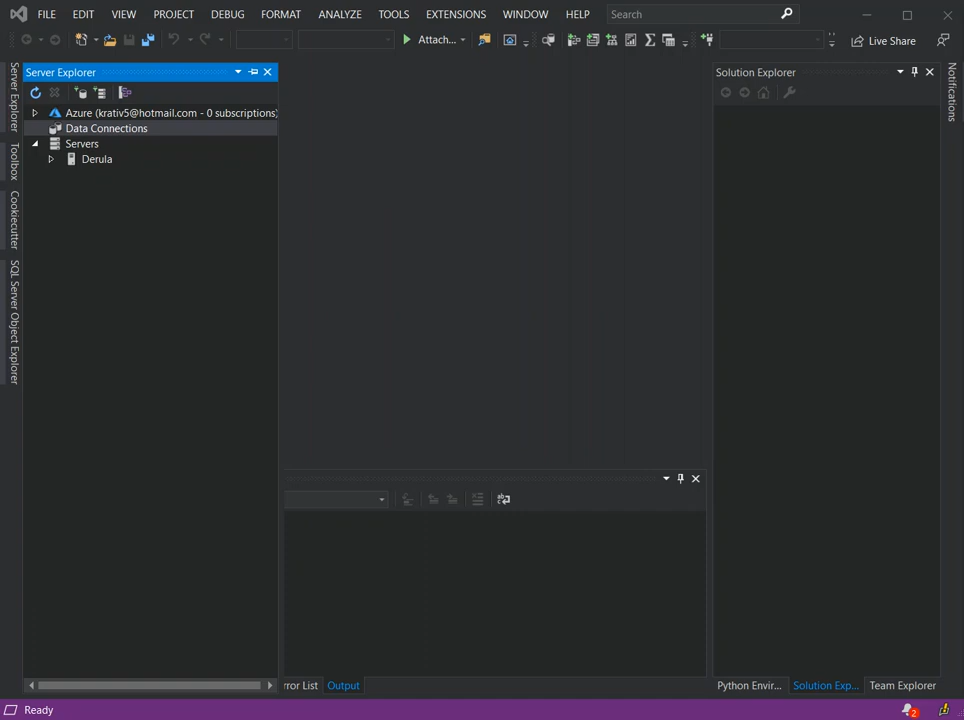 FILE EDIT VIEW PROJECT DEBUG FORMAT ANALYZE TOOLS EXTENSIONS WINDOW HELP Search
Attach... Live Share
Server Explorer
Azure (krativ5@hotmail.com - 0 subscriptions)
Data Connections
Servers
Derula
Server Explorer
Toolbox
Cookiecutter
SQL Server Object Explorer
Solution Explorer
Notifications
rror List Output
Python Envir... Solution Exp... Team Explorer
Ready
2